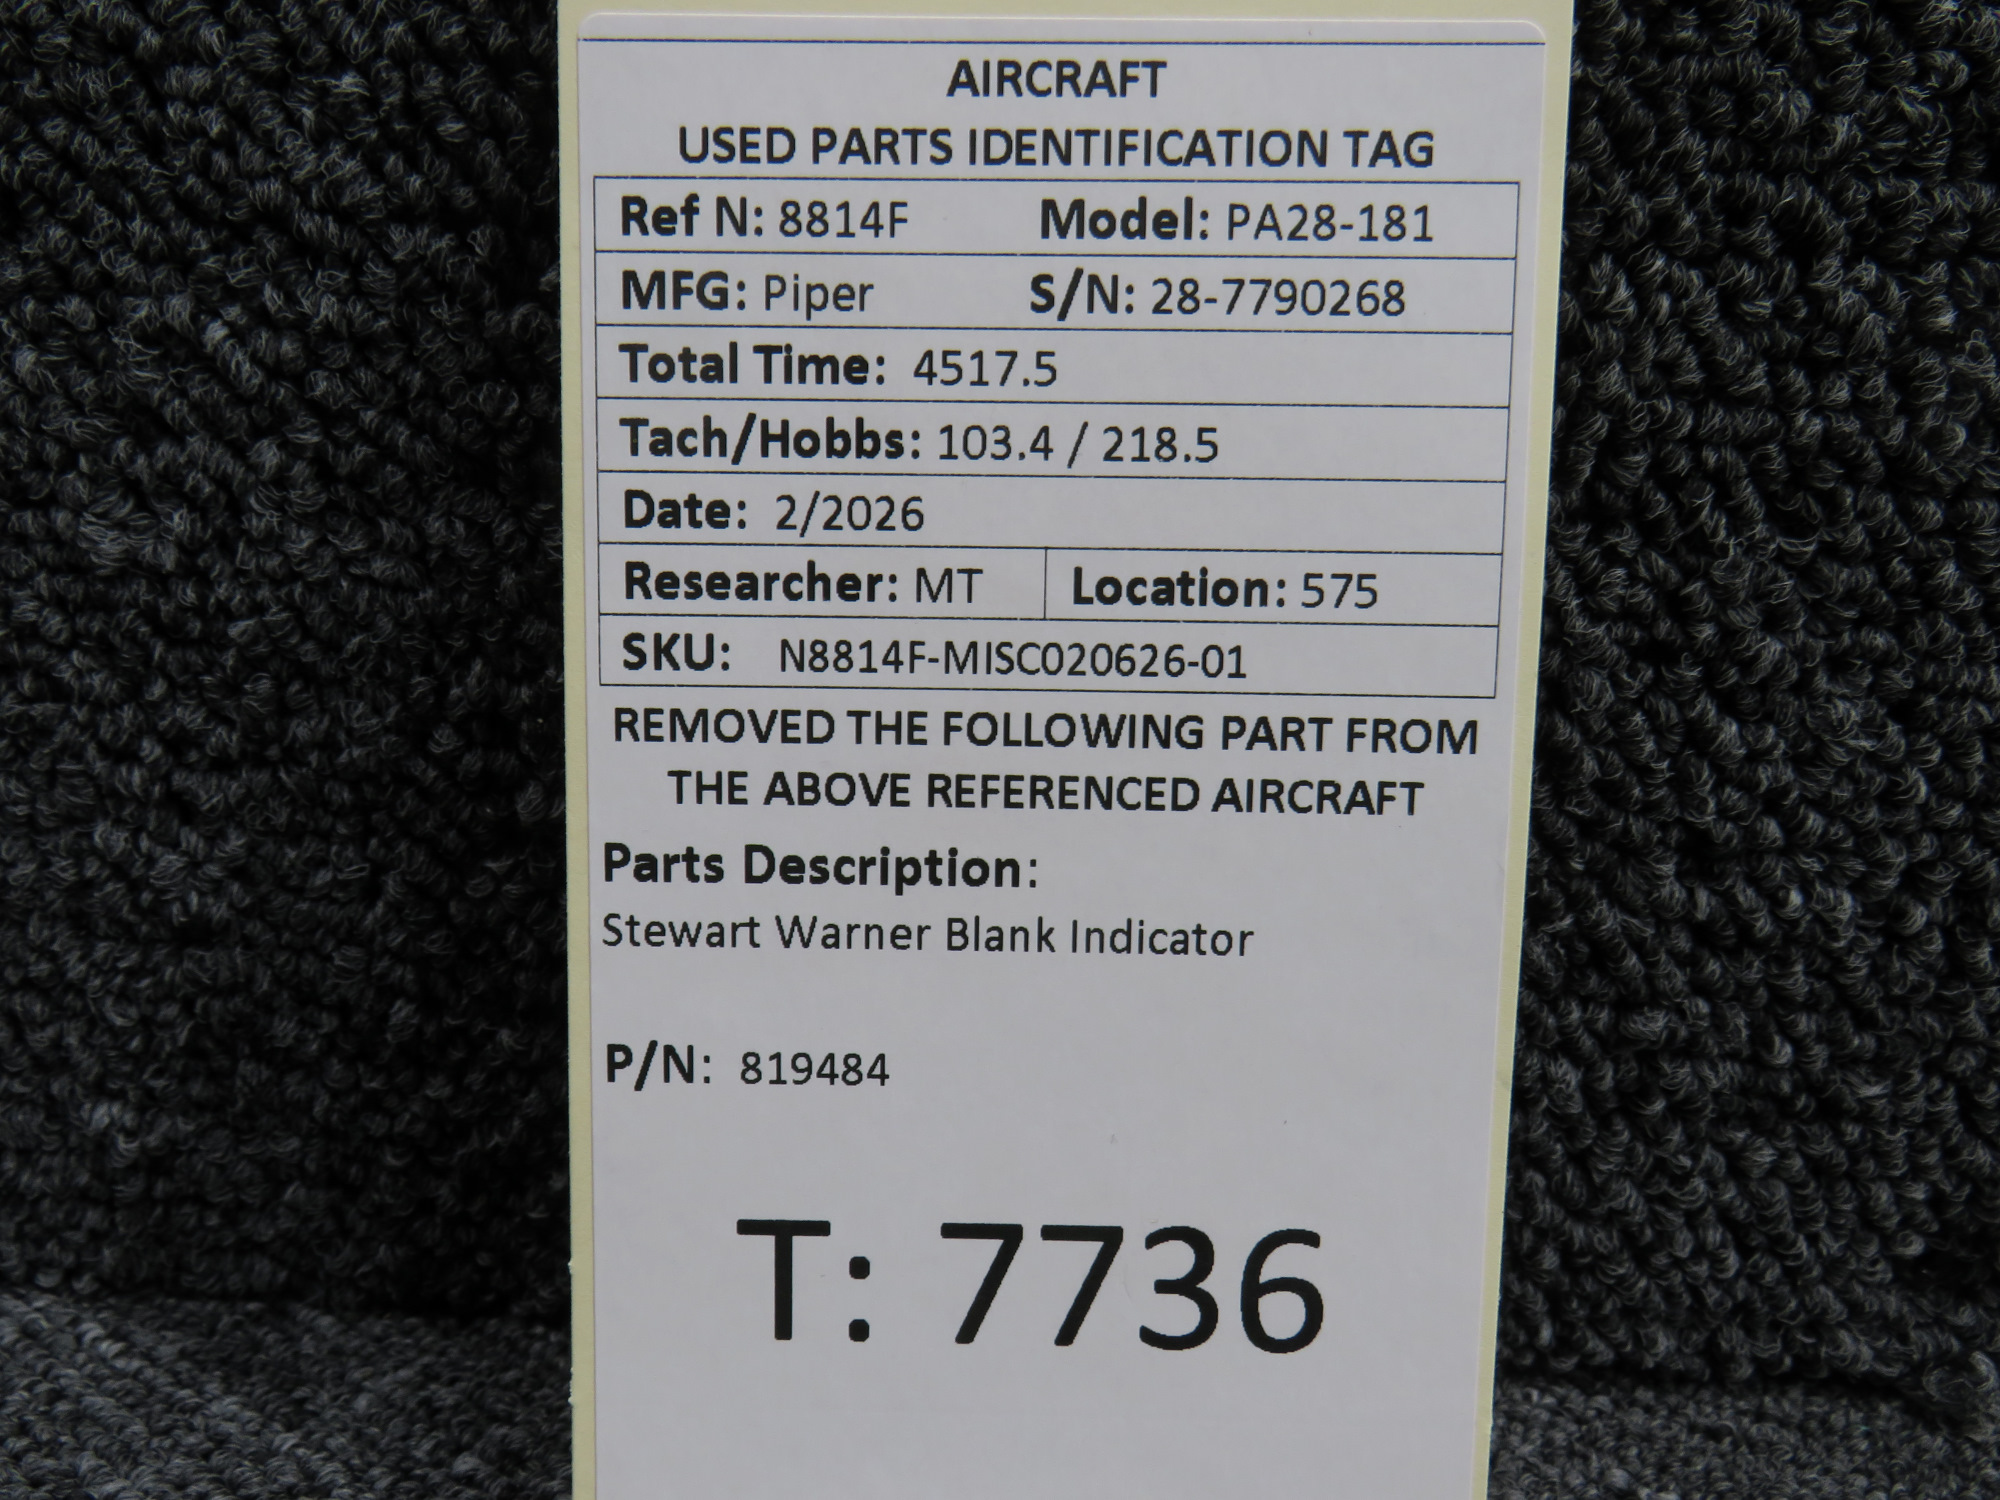 AIRCRAFT
USED PARTS IDENTIFICATION TAG
Ref N: 8814F Model: PA28-181
MFG: Piper S/N: 28-7790268
Total Time: 4517.5
Tach/Hobbs: 103.4 / 218.5
Date: 2/2026
Researcher: MT Location: 575
SKU: N8814F-MISC020626-01
REMOVED THE FOLLOWING PART FROM
THE ABOVE REFERENCED AIRCRAFT
Parts Description:
Stewart Warner Blank Indicator
P/N: 819484
T: 7736